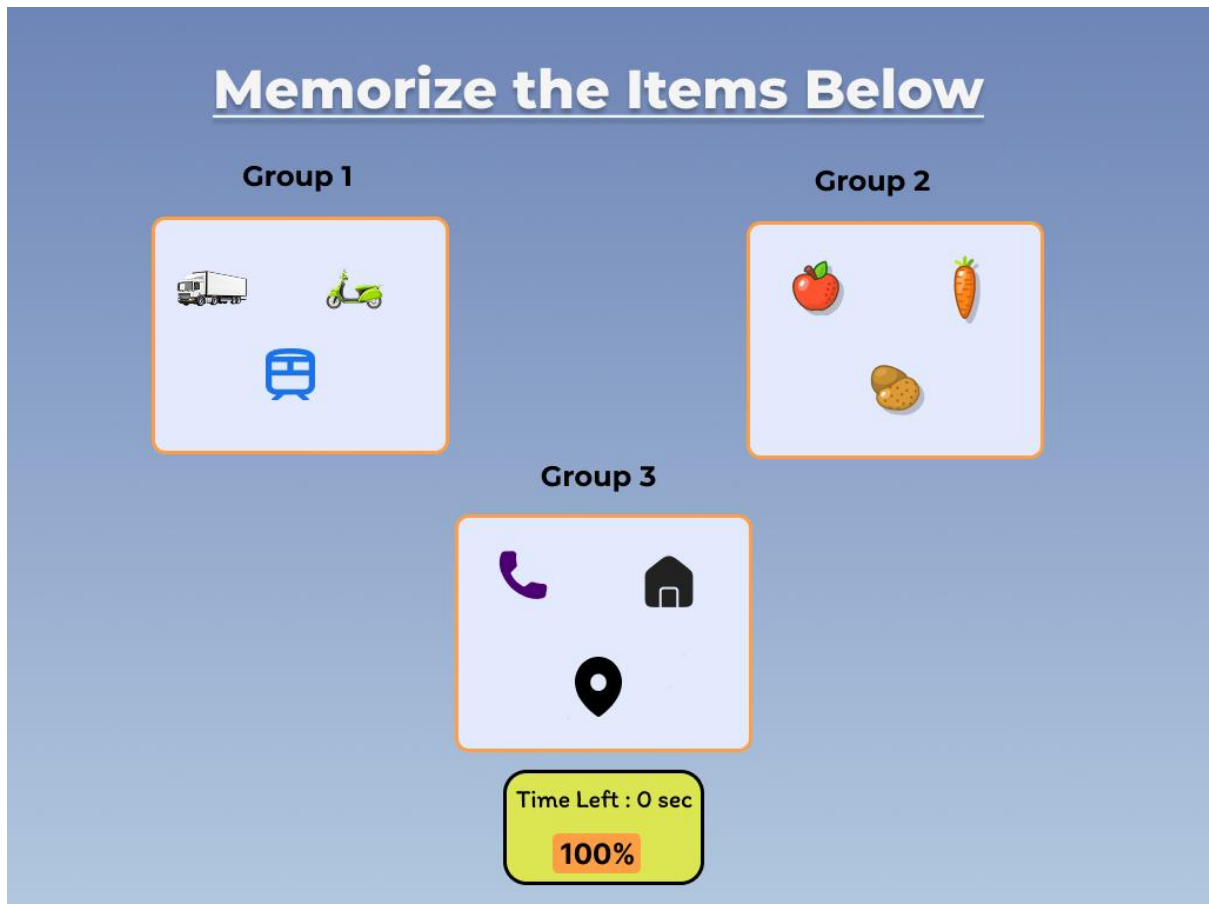 Memorize the Items Below
Group 1
Group 2
Group 3
Time Left : 0 sec
100%